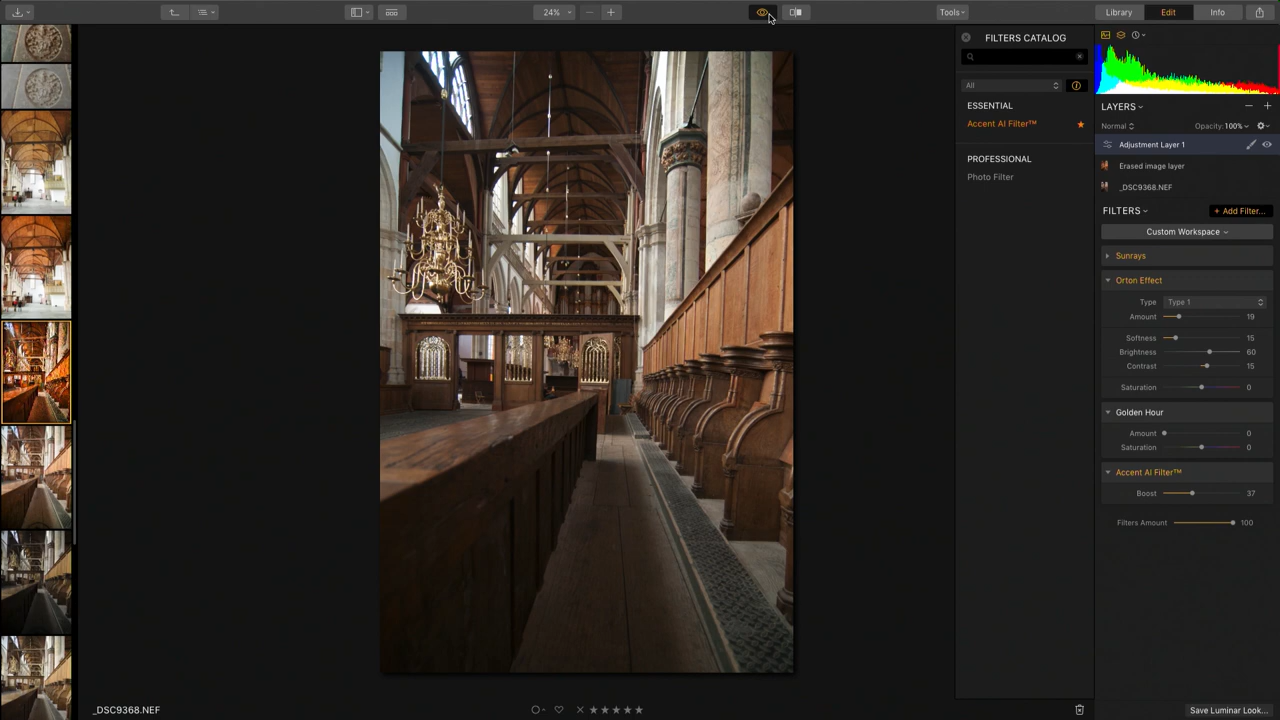 24%
Tools
Library
Edit
Info
FILTERS CATALOG
All
ESSENTIAL
Accent AI Filter™
PROFESSIONAL
Photo Filter
LAYERS
Normal
Opacity: 100%
Adjustment Layer 1
Erased image layer
_DSC9368.NEF
FILTERS
+ Add Filter...
Custom Workspace
Sunrays
Orton Effect
Type Type 1
Amount 19
Softness 15
Brightness 60
Contrast 15
Saturation 0
Golden Hour
Amount 0
Saturation 0
Accent AI Filter™
Boost 37
Filters Amount 100
_DSC9368.NEF
Save Luminar Look...